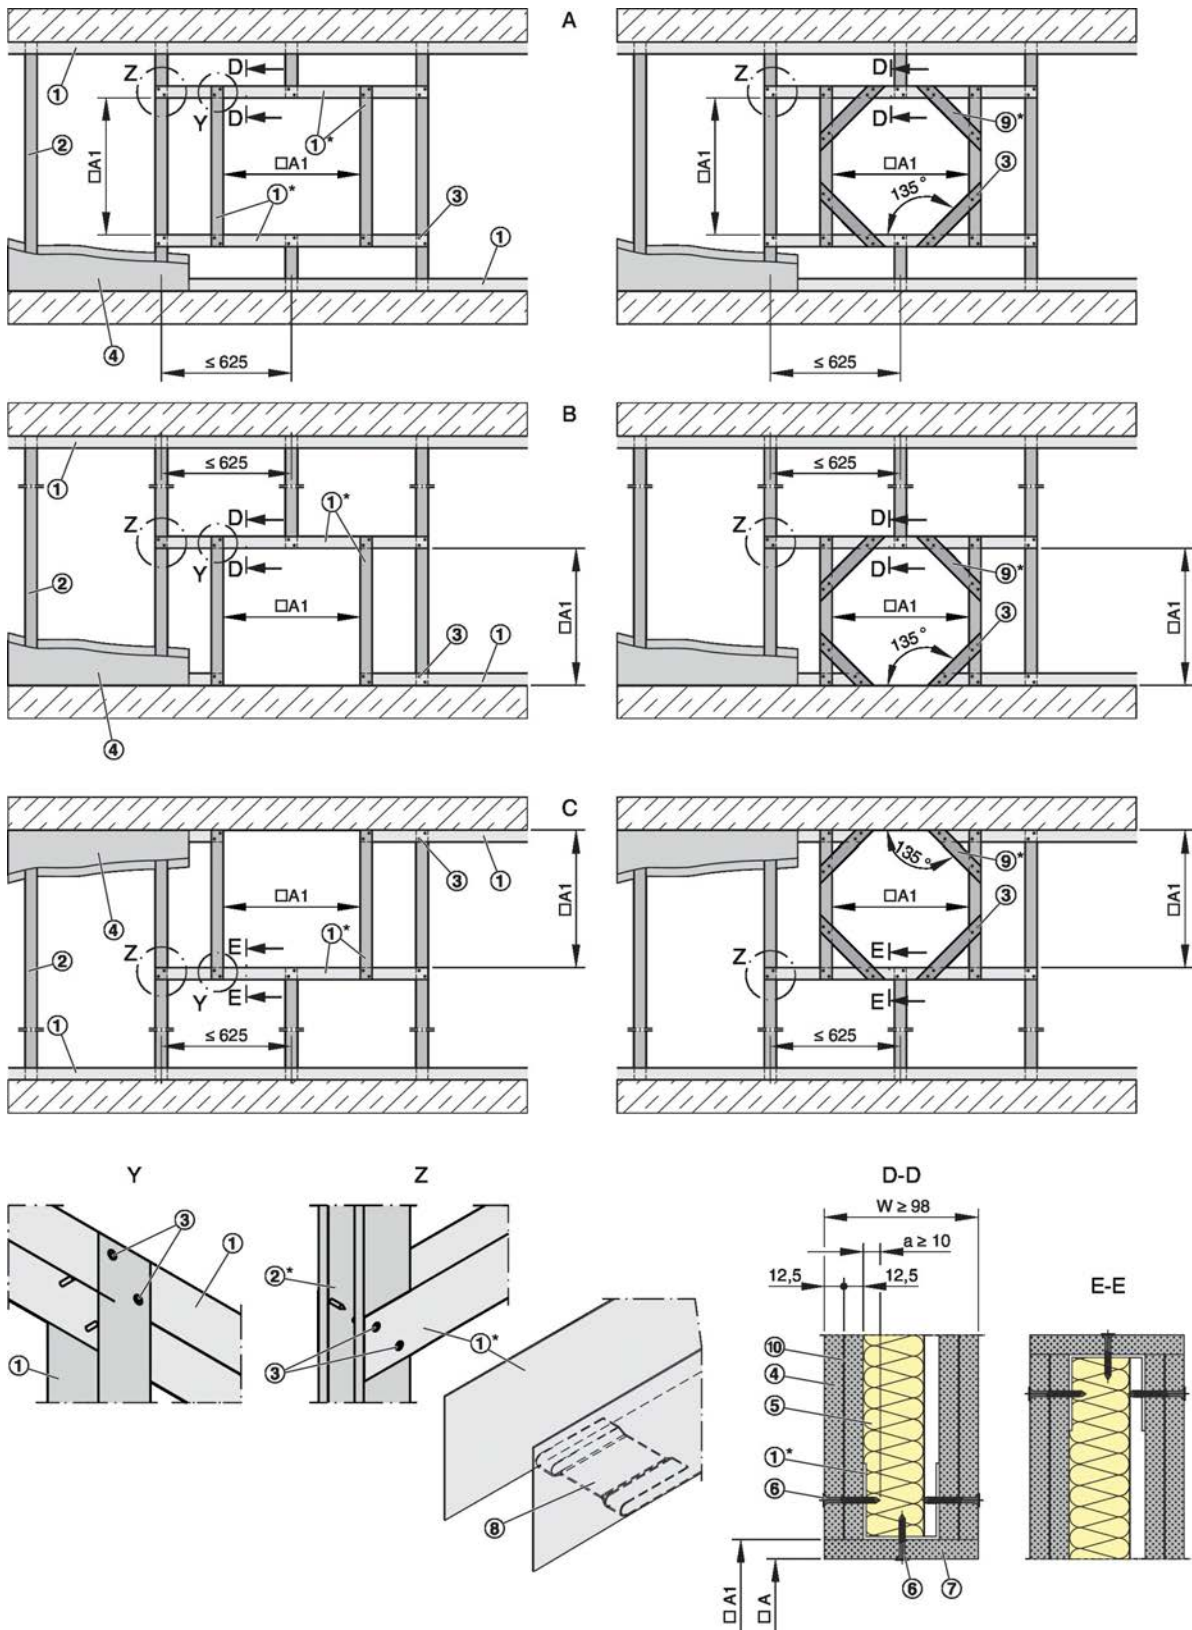 A
Z
D
D
①
Y
①*
②
□A1
□A1
①*
③
①
④
≤ 625
D
D
⑨*
□A1
□A1
③
135°
≤ 625
B
①
≤ 625
①*
Z
D
Y
D
②
□A1
□A1
③
①
④
≤ 625
Z
D
D
⑨*
□A1
□A1
③
135°
C
④
③
①
□A1
□A1
①*
②
Z
E
Y
E
①
≤ 625
135°
⑨*
□A1
□A1
③
Z
E
E
≤ 625
Y
③
①
①
Z
②*
③
①*
⑧
D-D
W ≥ 98
a ≥ 10
12,5
12,5
⑩
④
⑤
①*
⑥
⑥
⑦
□A1
□A
E-E